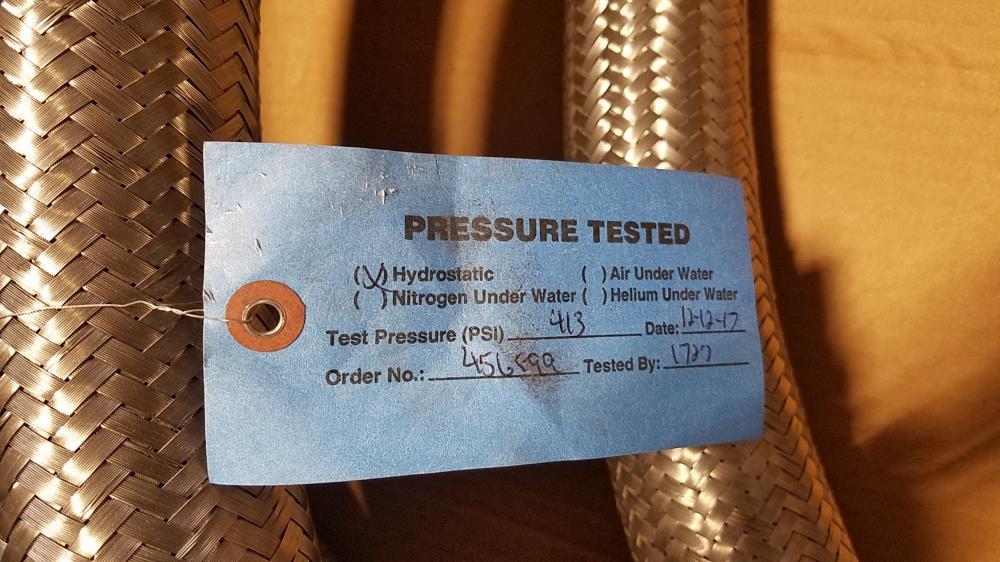 PRESSURE TESTED
(X) Hydrostatic ( ) Air Under Water
( ) Nitrogen Under Water ( ) Helium Under Water
Test Pressure (PSI) 413 Date: 12-12-17
Order No.: Tested By: 1727